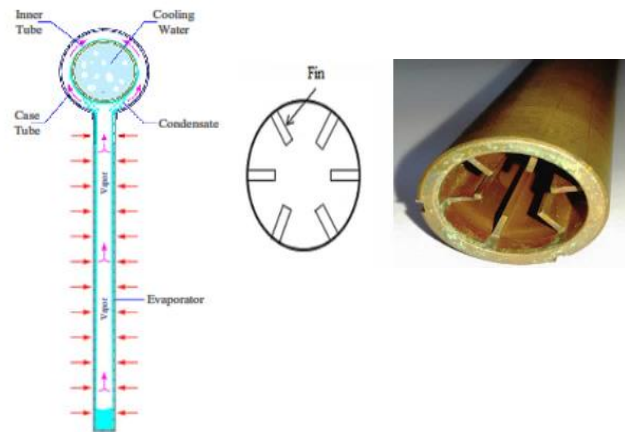 Inner
Tube
Cooling
Water
Case
Tube
Condensate
Vapor
Evaporator
Vapor
Fin